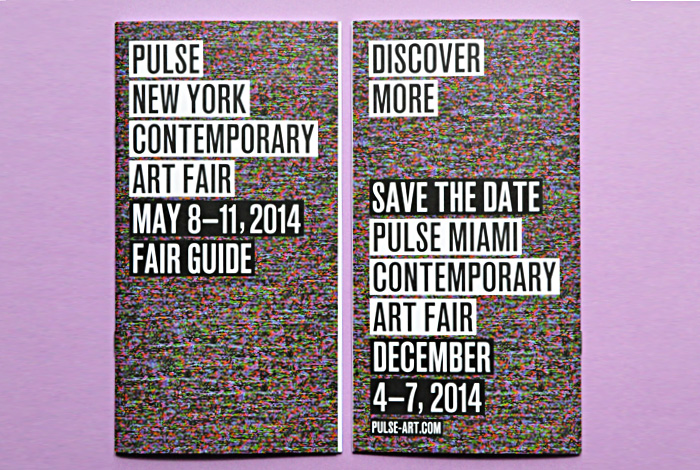 PULSE
NEW YORK
CONTEMPORARY
ART FAIR
MAY 8–11, 2014
FAIR GUIDE
DISCOVER
MORE
SAVE THE DATE
PULSE MIAMI
CONTEMPORARY
ART FAIR
DECEMBER
4–7, 2014
PULSE-ART.COM